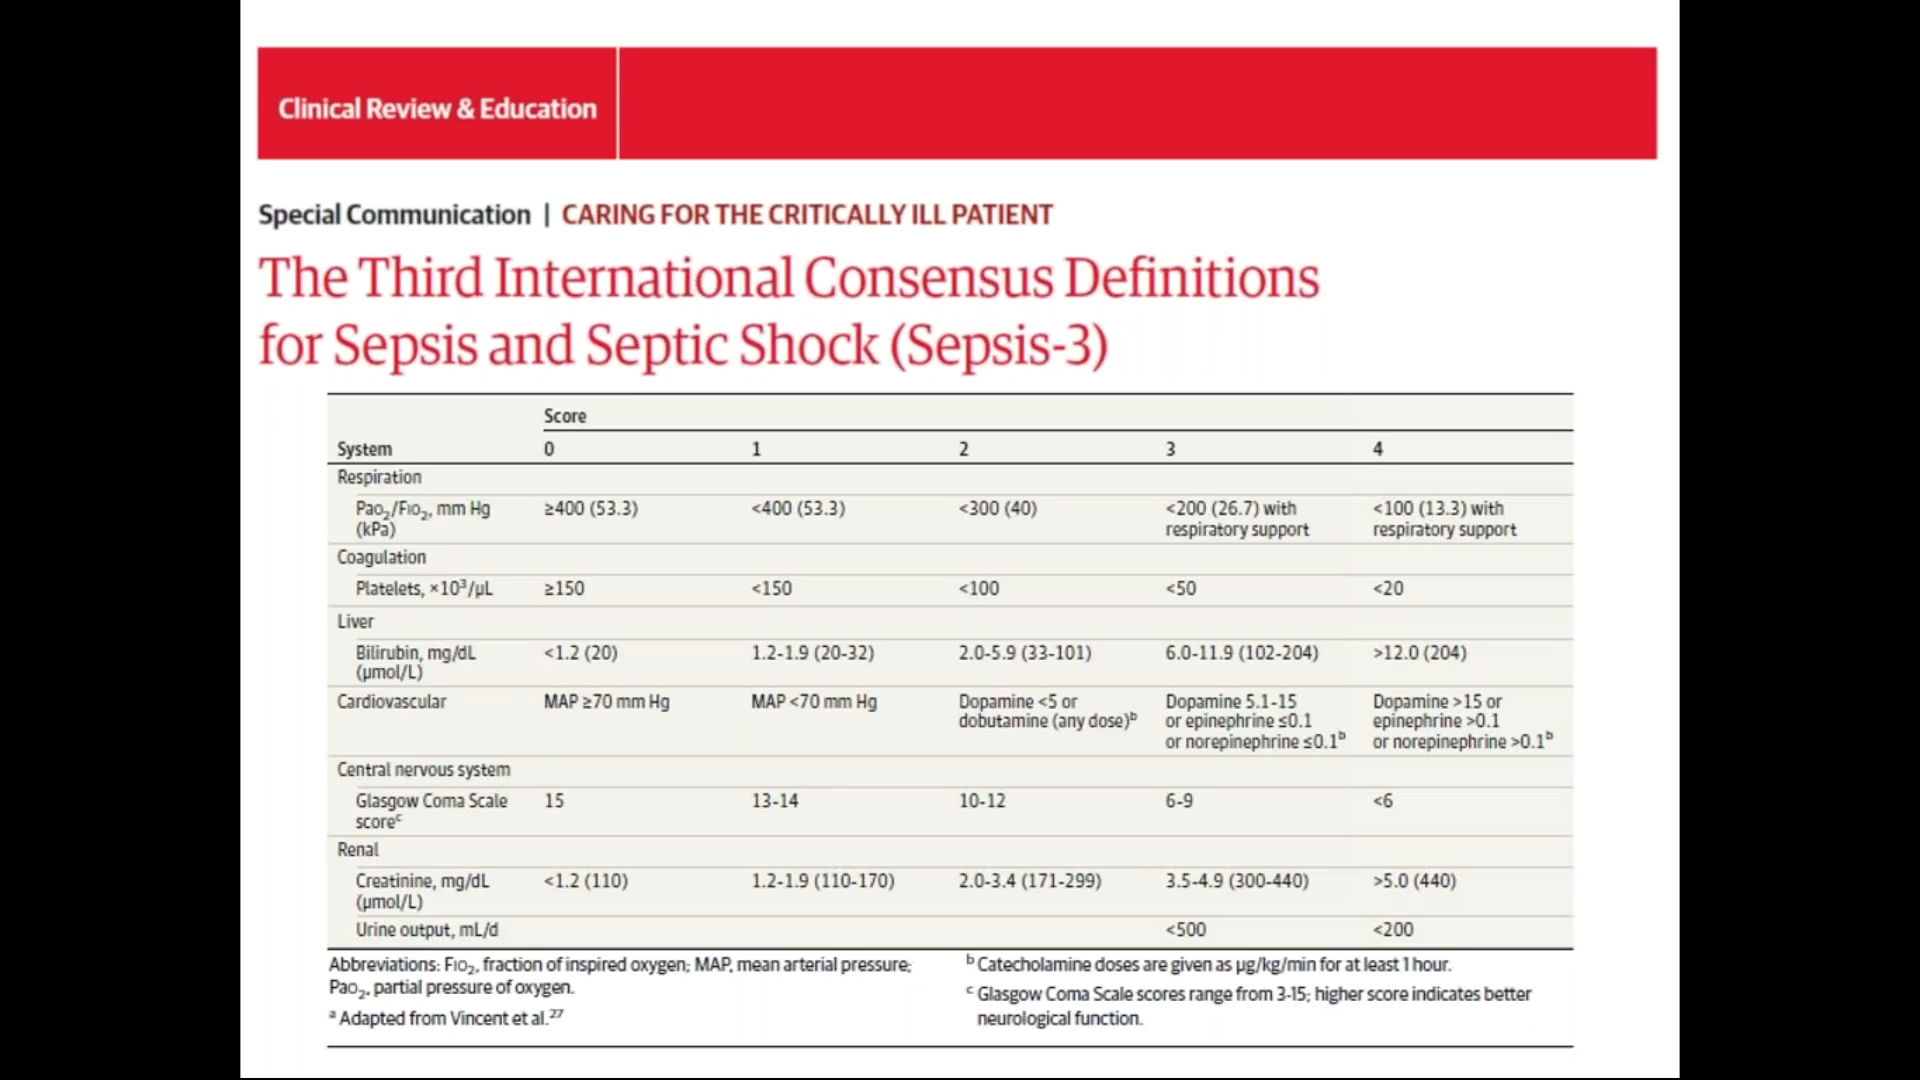 Clinical Review & Education
Special Communication | CARING FOR THE CRITICALLY ILL PATIENT
The Third International Consensus Definitions
for Sepsis and Septic Shock (Sepsis-3)
Score
System 0 1 2 3 4
Respiration
Pao₂/Fio₂, mm Hg ≥400 (53.3) <400 (53.3) <300 (40) <200 (26.7) with <100 (13.3) with
(kPa) respiratory support respiratory support
Coagulation
Platelets, ×10³/µL ≥150 <150 <100 <50 <20
Liver
Bilirubin, mg/dL <1.2 (20) 1.2-1.9 (20-32) 2.0-5.9 (33-101) 6.0-11.9 (102-204) >12.0 (204)
(µmol/L)
Cardiovascular MAP ≥70 mm Hg MAP <70 mm Hg Dopamine <5 or Dopamine 5.1-15 Dopamine >15 or
dobutamine (any dose)ᵇ or epinephrine ≤0.1 epinephrine >0.1
or norepinephrine ≤0.1ᵇ or norepinephrine >0.1ᵇ
Central nervous system
Glasgow Coma Scale 15 13-14 10-12 6-9 <6
scoreᶜ
Renal
Creatinine, mg/dL <1.2 (110) 1.2-1.9 (110-170) 2.0-3.4 (171-299) 3.5-4.9 (300-440) >5.0 (440)
(µmol/L)
Urine output, mL/d <500 <200
Abbreviations: Fio₂, fraction of inspired oxygen; MAP, mean arterial pressure;
Pao₂, partial pressure of oxygen.
ᵃ Adapted from Vincent et al.²⁷
ᵇ Catecholamine doses are given as µg/kg/min for at least 1 hour.
ᶜ Glasgow Coma Scale scores range from 3-15; higher score indicates better
neurological function.